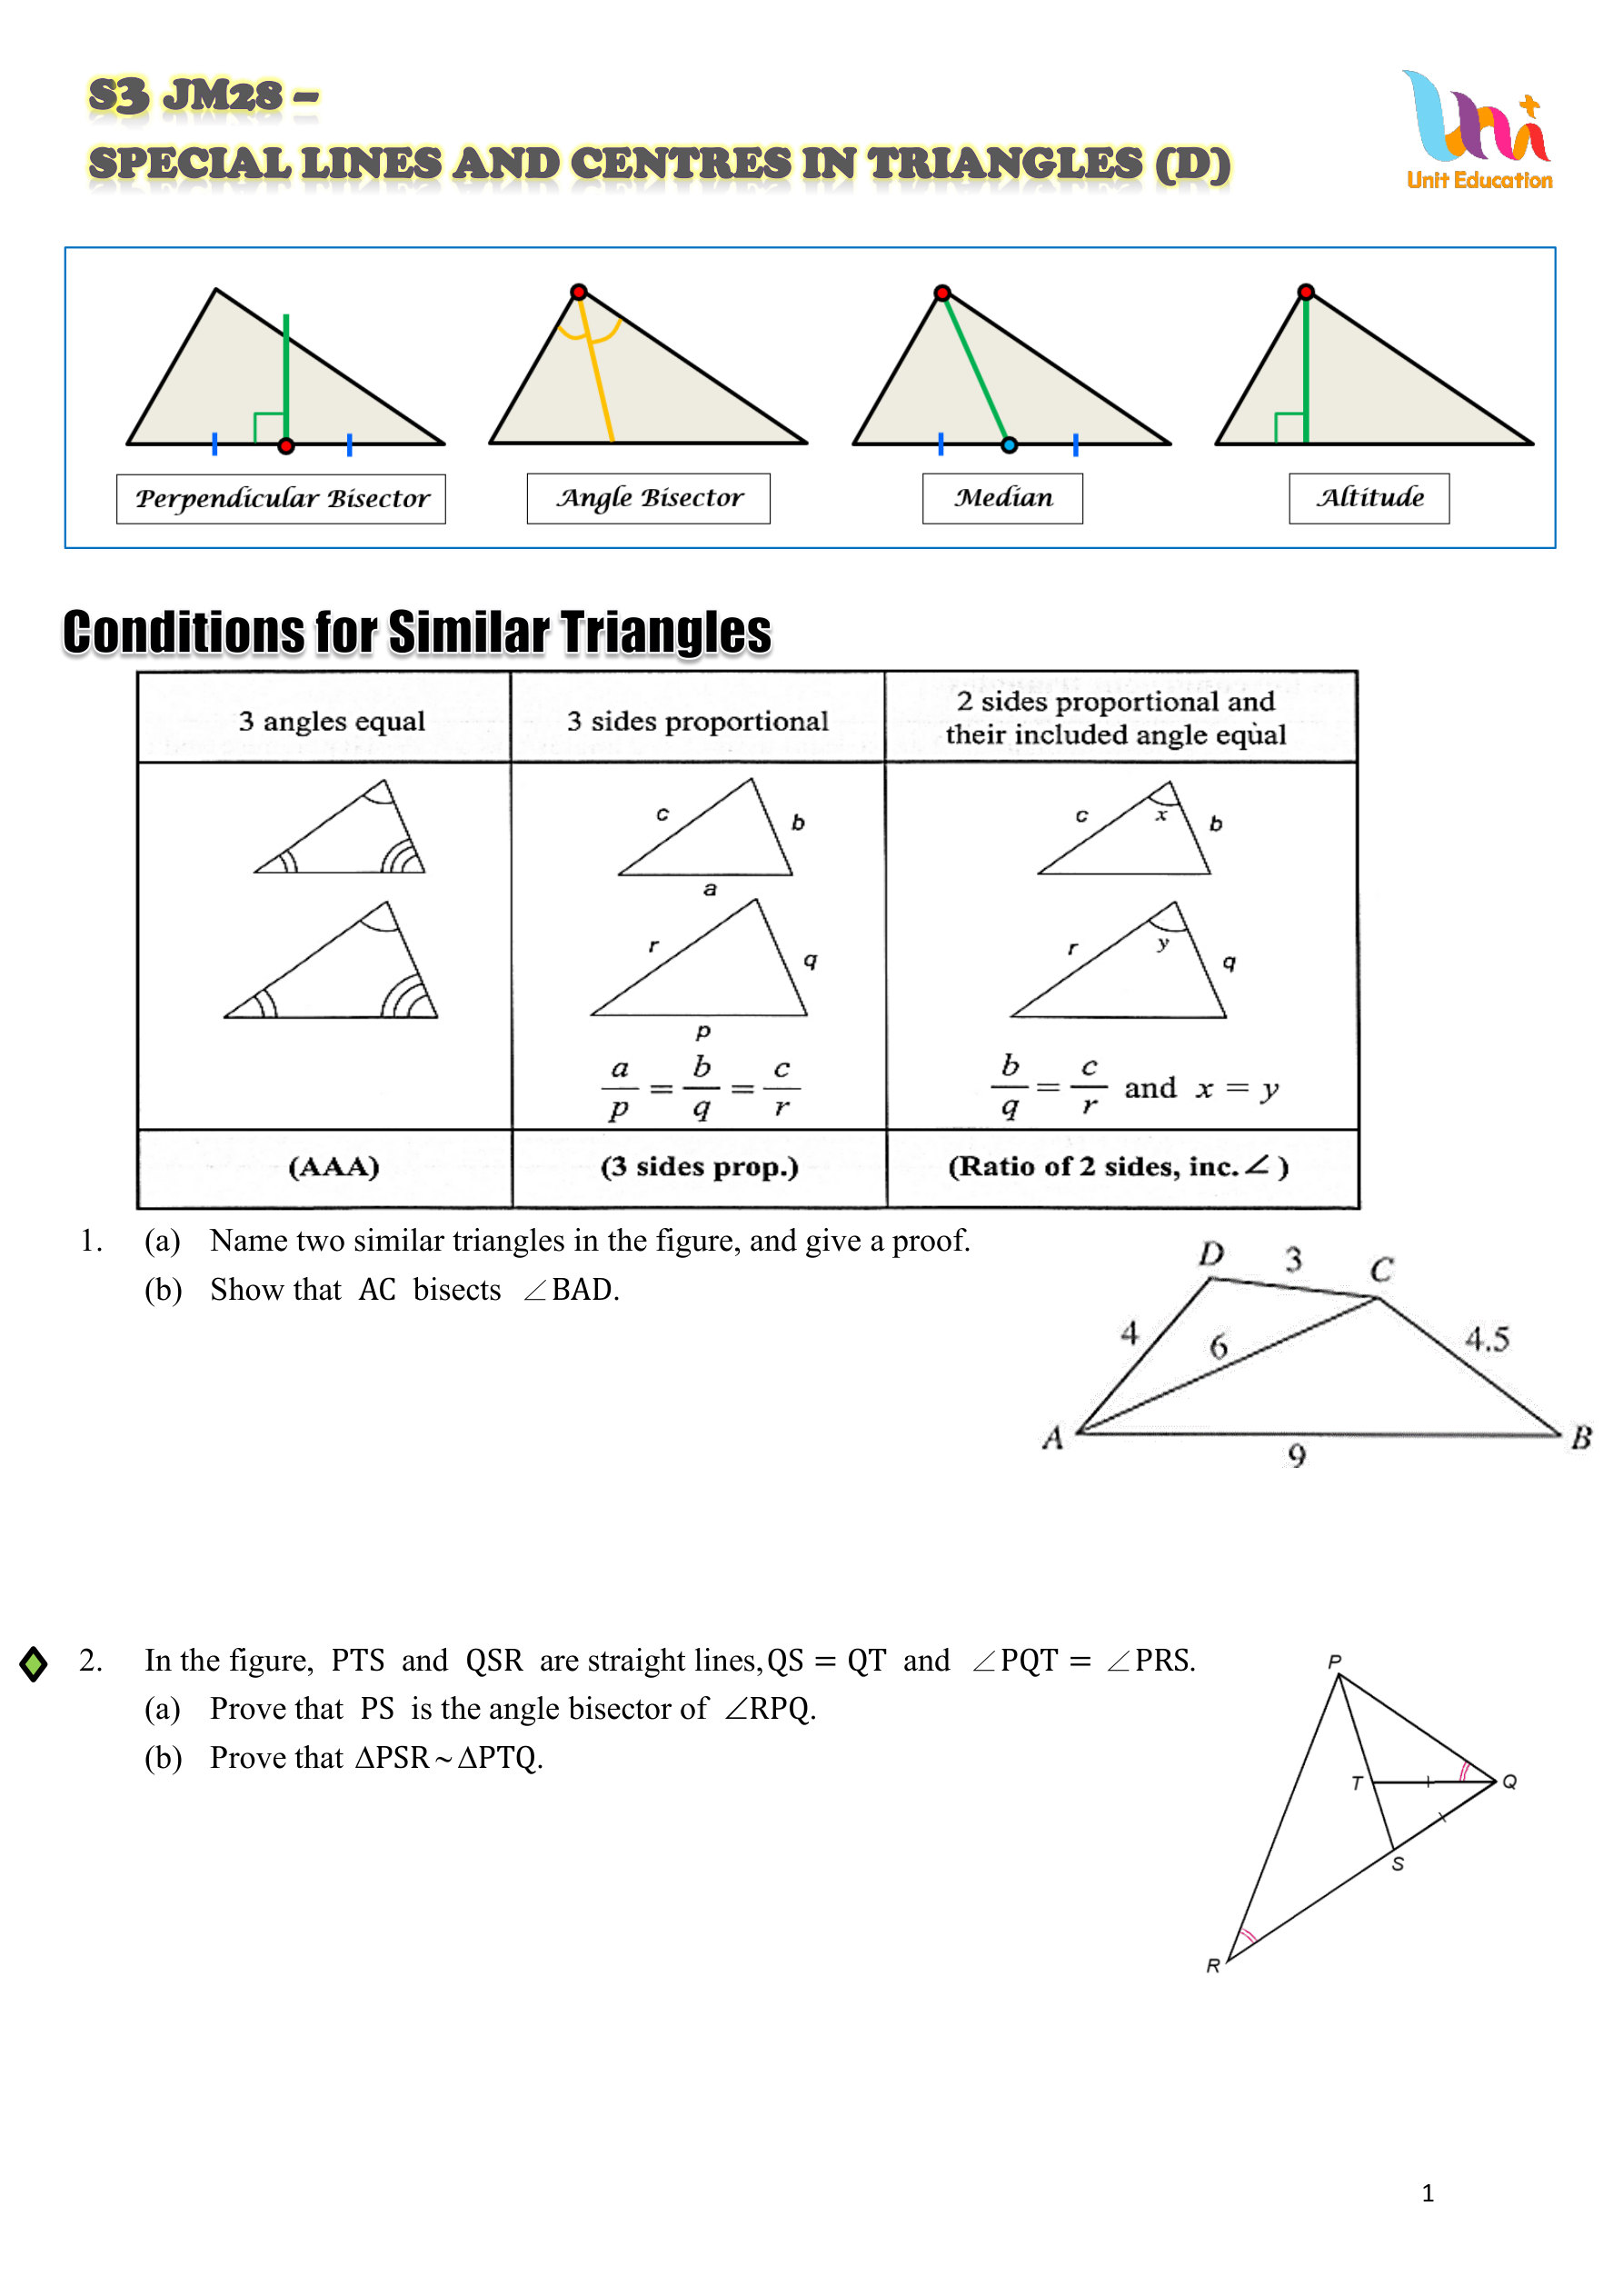 S3 JM28 –
SPECIAL LINES AND CENTRES IN TRIANGLES (D)
Uni+
Unit Education
Perpendicular Bisector
Angle Bisector
Median
Altitude
Conditions for Similar Triangles
3 angles equal
3 sides proportional
2 sides proportional and
their included angle equal
c
b
a
r
q
p
a/p = b/q = c/r
c
x
b
r
y
q
b/q = c/r and x = y
(AAA)
(3 sides prop.)
(Ratio of 2 sides, inc.∠ )
1. (a) Name two similar triangles in the figure, and give a proof.
(b) Show that AC bisects ∠BAD.
D 3 C
4 6 4.5
A B
9
2. In the figure, PTS and QSR are straight lines, QS = QT and ∠PQT = ∠PRS.
(a) Prove that PS is the angle bisector of ∠RPQ.
(b) Prove that ΔPSR~ΔPTQ.
P
T Q
S
R
1